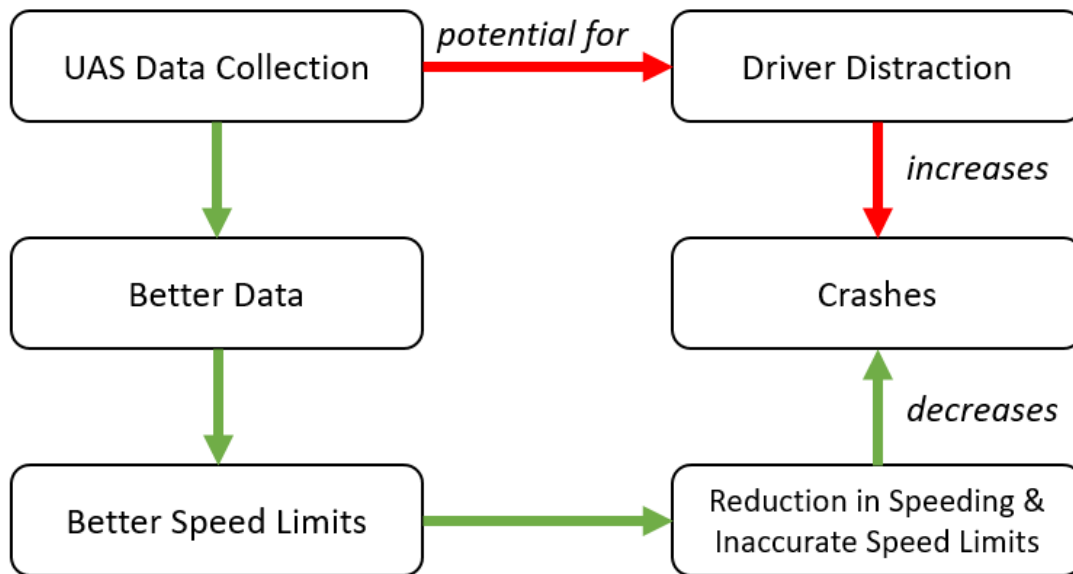 UAS Data Collection
potential for
Driver Distraction
increases
Better Data
Crashes
decreases
Better Speed Limits
Reduction in Speeding &
Inaccurate Speed Limits